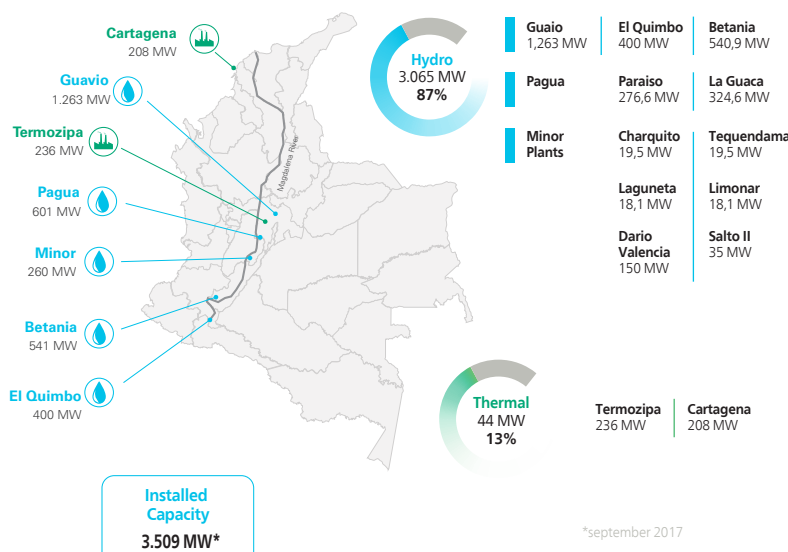 Cartagena
208 MW
Guavio
1.263 MW
Termozipa
236 MW
Pagua
601 MW
Minor
260 MW
Betania
541 MW
El Quimbo
400 MW
Magdalena River
Hydro
3.065 MW
87%
Guaio
1,263 MW
El Quimbo
400 MW
Betania
540,9 MW
Pagua
Paraiso
276,6 MW
La Guaca
324,6 MW
Minor
Plants
Charquito
19,5 MW
Tequendama
19,5 MW
Laguneta
18,1 MW
Limonar
18,1 MW
Dario
Valencia
150 MW
Salto II
35 MW
Thermal
44 MW
13%
Termozipa
236 MW
Cartagena
208 MW
Installed
Capacity
3.509 MW*
*september 2017